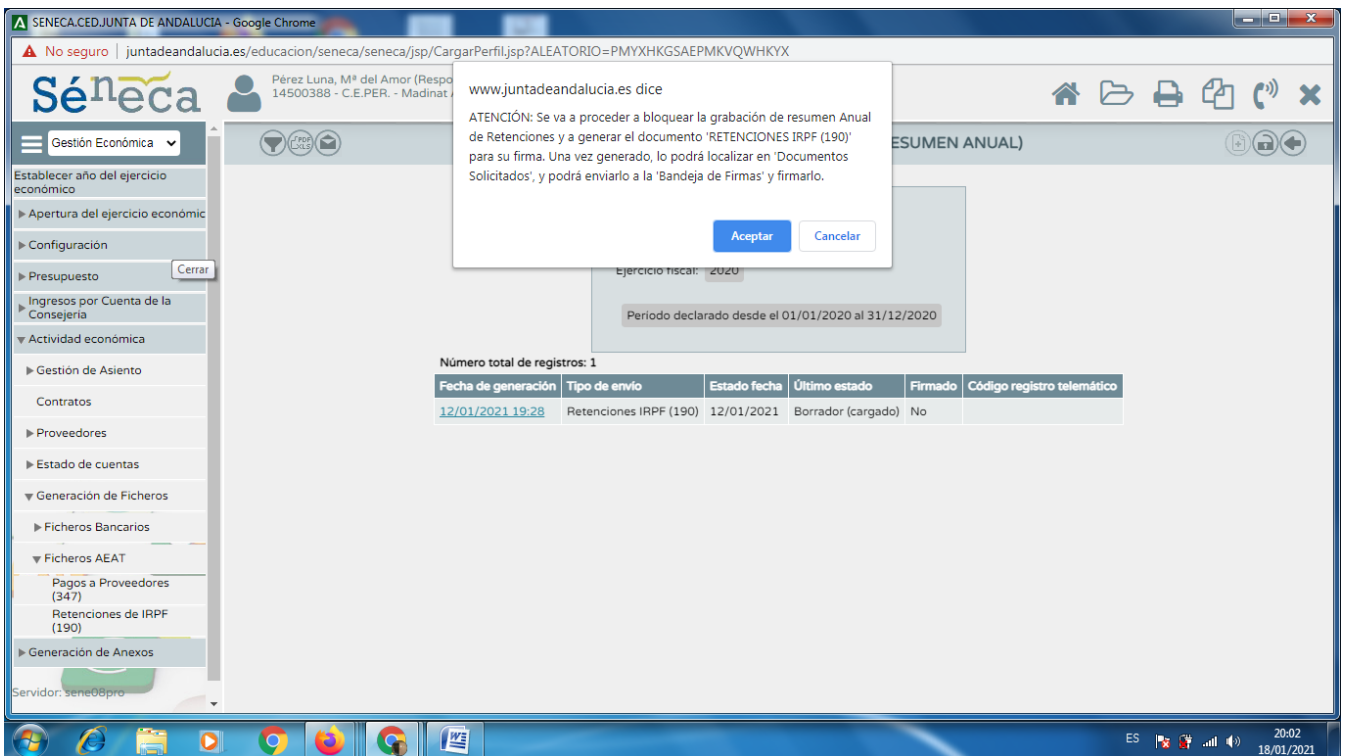 SENECA.CED.JUNTA DE ANDALUCIA - Google Chrome
No seguro | juntadeandalucia.es/educacion/seneca/seneca/jsp/CargarPerfil.jsp?ALEATORIO=PMYXHKGSAEPMKVQWHKYX
Séneca
Pérez Luna, Mª del Amor (Respo
14500388 - C.E.PER. - Madinat
www.juntadeandalucia.es dice
ATENCIÓN: Se va a proceder a bloquear la grabación de resumen Anual
de Retenciones y a generar el documento 'RETENCIONES IRPF (190)'
para su firma. Una vez generado, lo podrá localizar en 'Documentos
Solicitados', y podrá enviarlo a la 'Bandeja de Firmas' y firmarlo.
Aceptar
Cancelar
Gestión Económica
PDF
XLS
ESUMEN ANUAL)
Establecer año del ejercicio
económico
Apertura del ejercicio económic
Configuración
Presupuesto
Cerrar
Ingresos por Cuenta de la
Consejería
Actividad económica
Gestión de Asiento
Contratos
Proveedores
Estado de cuentas
Generación de Ficheros
Ficheros Bancarios
Ficheros AEAT
Pagos a Proveedores
(347)
Retenciones de IRPF
(190)
Generación de Anexos
Servidor: sene08pro
Ejercicio fiscal: 2020
Periodo declarado desde el 01/01/2020 al 31/12/2020
Número total de registros: 1
Fecha de generación Tipo de envío Estado fecha Último estado Firmado Código registro telemático
12/01/2021 19:28 Retenciones IRPF (190) 12/01/2021 Borrador (cargado) No
ES
20:02
18/01/2021